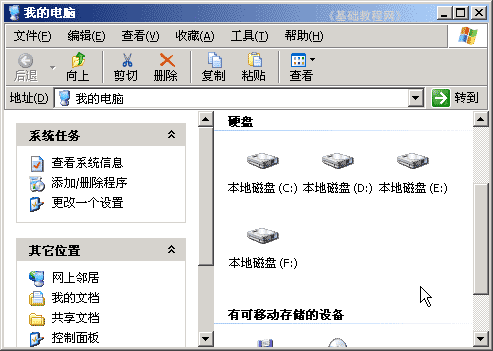 我的电脑
《基础教程网》
文件(F) 编辑(E) 查看(V) 收藏(A) 工具(T) 帮助(H)
后退 向上 剪切 删除 复制 粘贴 查看
地址(D) 我的电脑 转到
系统任务
查看系统信息
添加/删除程序
更改一个设置
其它位置
网上邻居
我的文档
共享文档
控制面板
硬盘
本地磁盘 (C:) 本地磁盘 (D:) 本地磁盘 (E:)
本地磁盘 (F:)
有可移动存储的设备